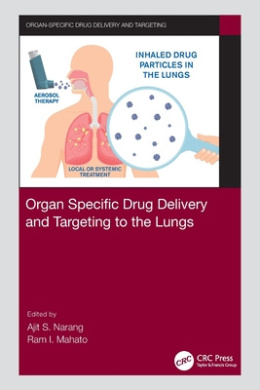 ORGAN-SPECIFIC DRUG DELIVERY AND TARGETING
INHALED DRUG
PARTICLES IN
THE LUNGS
AEROSOL
THERAPY
LOCAL OR SYSTEMIC
TREATMENT
Organ Specific Drug Delivery
and Targeting to the Lungs
Edited by
Ajit S. Narang
Ram I. Mahato
CRC
CRC Press
Taylor & Francis Group